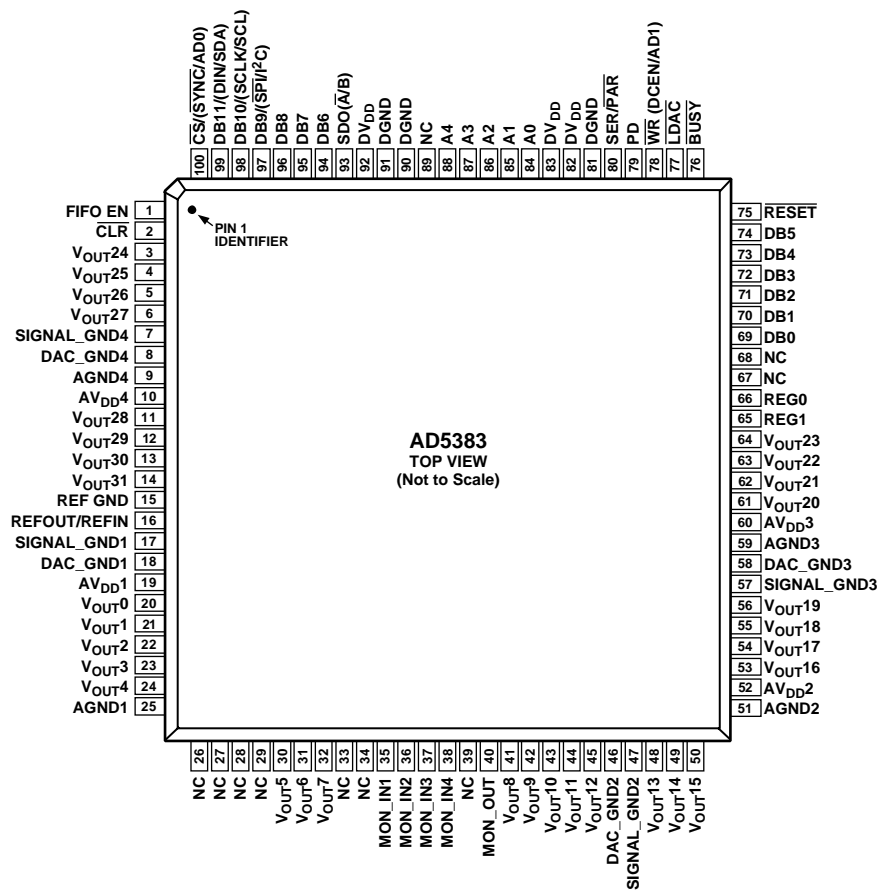 CS/(SYNC/AD0)
DB11/(DIN/SDA)
DB10/(SCLK/SCL)
DB9/(SPI/I²C)
DB8
DB7
DB6
SDO(A/B)
DVDD
DGND
DGND
NC
A4
A3
A2
A1
A0
DVDD
DVDD
DGND
SER/PAR
PD
WR (DCEN/AD1)
LDAC
BUSY
100
99
98
97
96
95
94
93
92
91
90
89
88
87
86
85
84
83
82
81
80
79
78
77
76
FIFO EN 1
CLR 2
VOUT24 3
VOUT25 4
VOUT26 5
VOUT27 6
SIGNAL_GND4 7
DAC_GND4 8
AGND4 9
AVDD4 10
VOUT28 11
VOUT29 12
VOUT30 13
VOUT31 14
REF GND 15
REFOUT/REFIN 16
SIGNAL_GND1 17
DAC_GND1 18
AVDD1 19
VOUT0 20
VOUT1 21
VOUT2 22
VOUT3 23
VOUT4 24
AGND1 25
PIN 1
IDENTIFIER
AD5383
TOP VIEW
(Not to Scale)
75 RESET
74 DB5
73 DB4
72 DB3
71 DB2
70 DB1
69 DB0
68 NC
67 NC
66 REG0
65 REG1
64 VOUT23
63 VOUT22
62 VOUT21
61 VOUT20
60 AVDD3
59 AGND3
58 DAC_GND3
57 SIGNAL_GND3
56 VOUT19
55 VOUT18
54 VOUT17
53 VOUT16
52 AVDD2
51 AGND2
26
27
28
29
30
31
32
33
34
35
36
37
38
39
40
41
42
43
44
45
46
47
48
49
50
NC
NC
NC
NC
VOUT5
VOUT6
VOUT7
NC
NC
MON_IN1
MON_IN2
MON_IN3
MON_IN4
NC
MON_OUT
VOUT8
VOUT9
VOUT10
VOUT11
VOUT12
DAC_GND2
SIGNAL_GND2
VOUT13
VOUT14
VOUT15